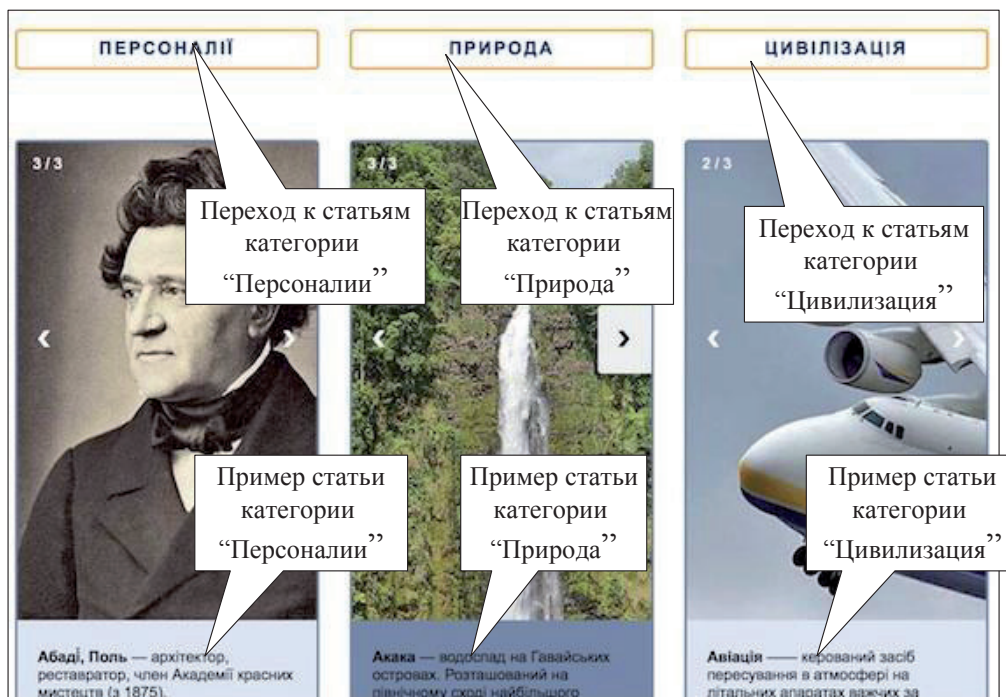 ПЕРСОНАЛІЇ
ПРИРОДА
ЦИВІЛІЗАЦІЯ
3 / 3
3 / 3
2 / 3
Переход к статьям
категории
“Персоналии”
Переход к статьям
категории
“Природа”
Переход к статьям
категории
“Цивилизация”
Пример статьи
категории
“Персоналии”
Пример статьи
категории
“Природа”
Пример статьи
категории
“Цивилизация”
Абаді, Поль — архітектор,
реставратор, член Академії красних
мистецтв (з 1875).
Акака — водоспад на Гавайських
островах. Розташований на
північному сході найбільшого
Авіація —— керований засіб
пересування в атмосфері на
літальних апаратах важчих за